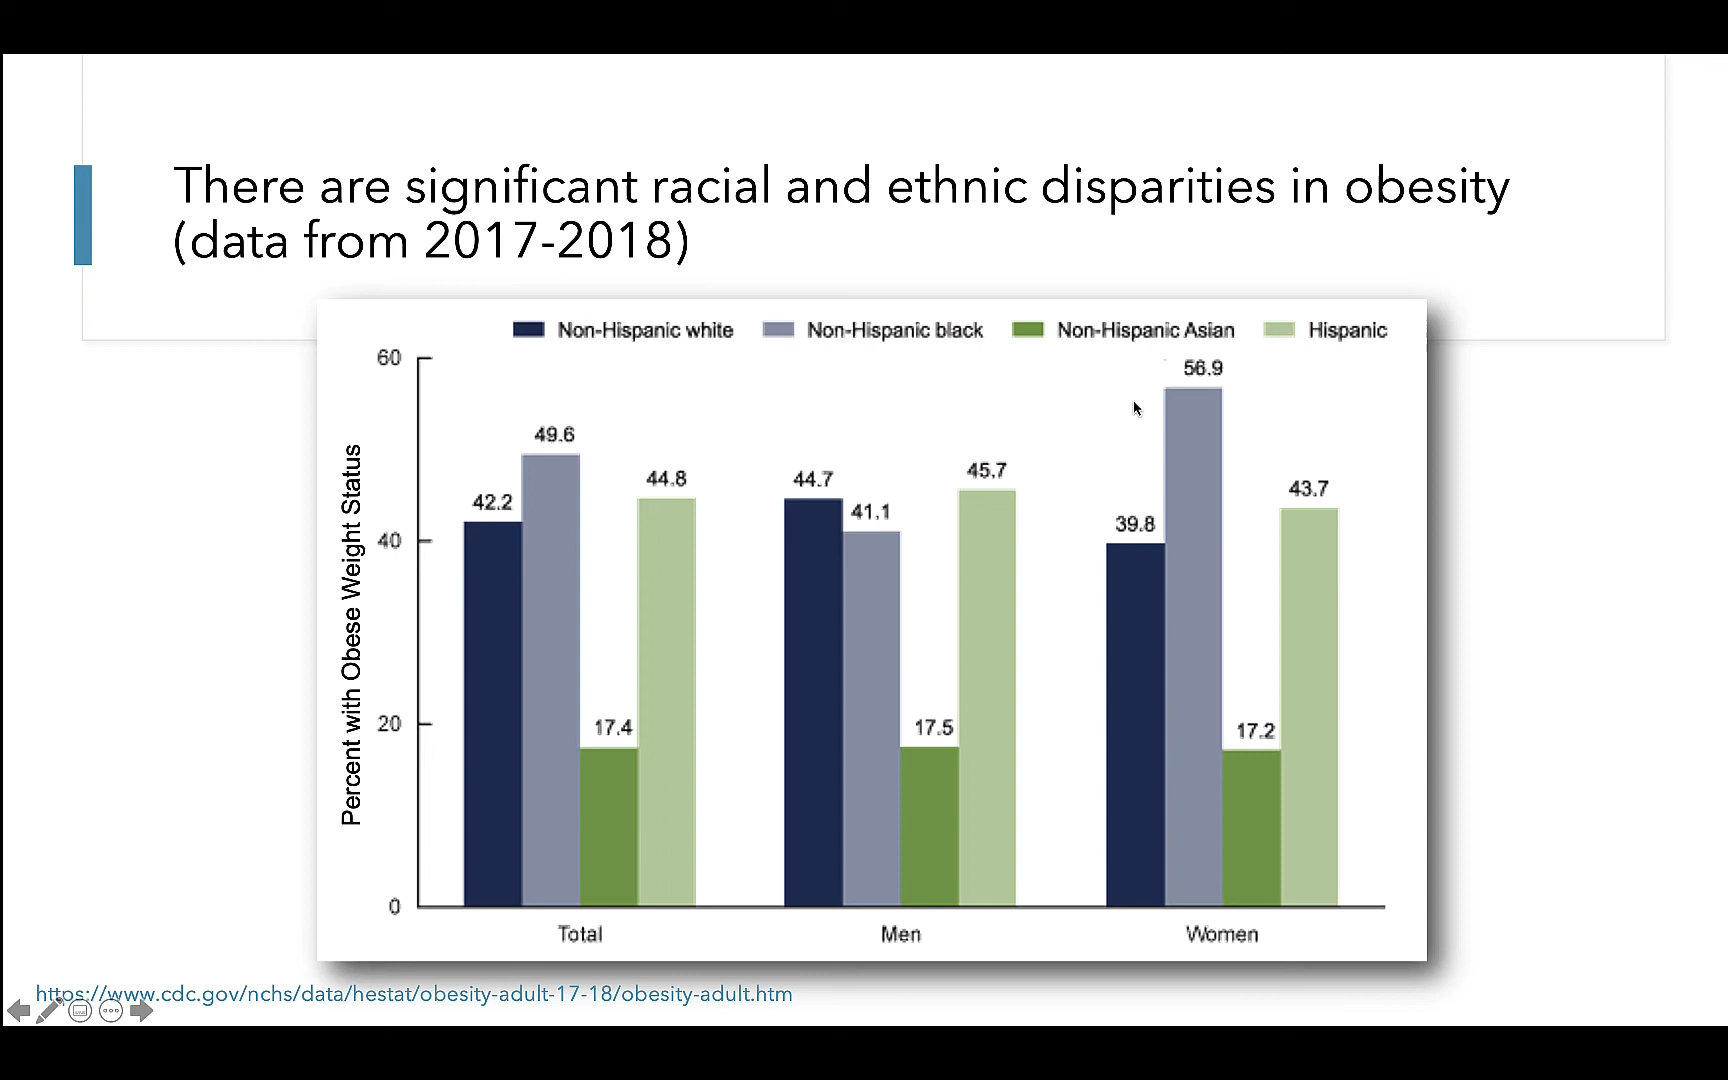 There are significant racial and ethnic disparities in obesity
(data from 2017-2018)
Non-Hispanic white Non-Hispanic black Non-Hispanic Asian Hispanic
Percent with Obese Weight Status
60
40
20
0
42.2
49.6
17.4
44.8
44.7
41.1
17.5
45.7
39.8
56.9
17.2
43.7
Total Men Women
https://www.cdc.gov/nchs/data/hestat/obesity-adult-17-18/obesity-adult.htm